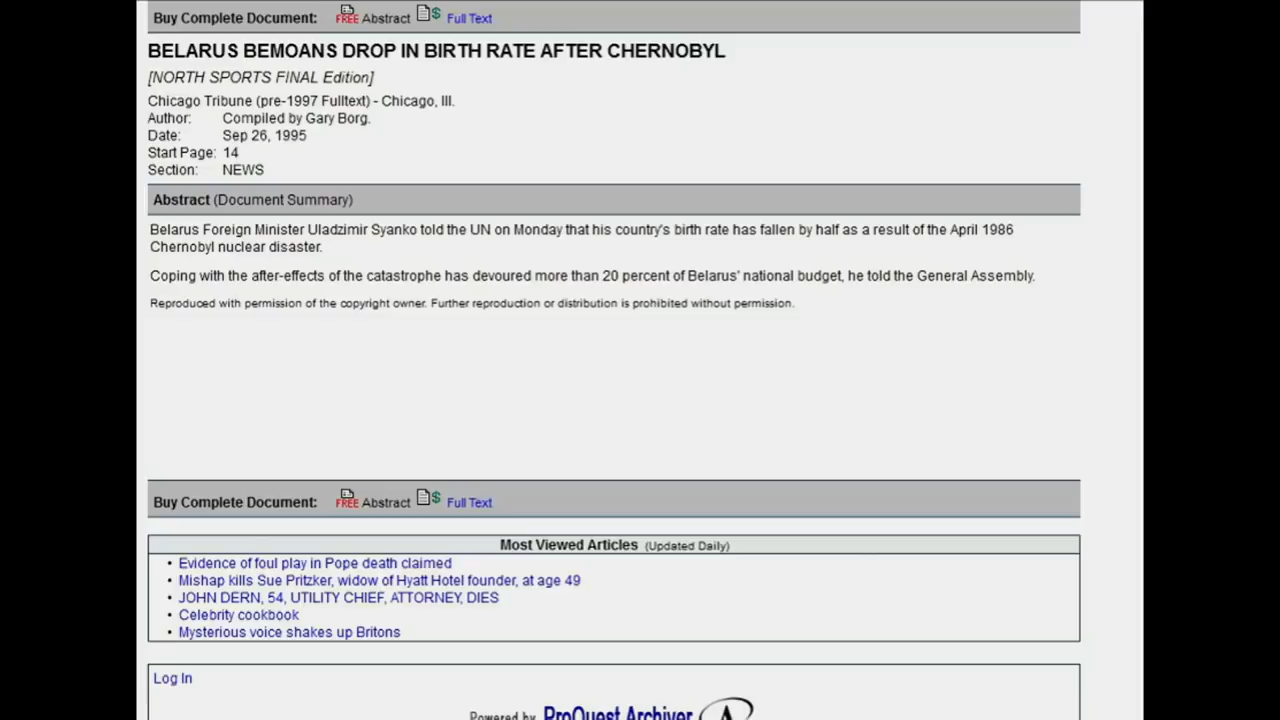 Buy Complete Document: FREE Abstract $ Full Text
BELARUS BEMOANS DROP IN BIRTH RATE AFTER CHERNOBYL
[NORTH SPORTS FINAL Edition]
Chicago Tribune (pre-1997 Fulltext) - Chicago, Ill.
Author: Compiled by Gary Borg.
Date: Sep 26, 1995
Start Page: 14
Section: NEWS
Abstract (Document Summary)
Belarus Foreign Minister Uladzimir Syanko told the UN on Monday that his country's birth rate has fallen by half as a result of the April 1986
Chernobyl nuclear disaster.
Coping with the after-effects of the catastrophe has devoured more than 20 percent of Belarus' national budget, he told the General Assembly.
Reproduced with permission of the copyright owner. Further reproduction or distribution is prohibited without permission.
Buy Complete Document: FREE Abstract $ Full Text
Most Viewed Articles (Updated Daily)
• Evidence of foul play in Pope death claimed
• Mishap kills Sue Pritzker, widow of Hyatt Hotel founder, at age 49
• JOHN DERN, 54, UTILITY CHIEF, ATTORNEY, DIES
• Celebrity cookbook
• Mysterious voice shakes up Britons
Log In
Powered by ProQuest Archiver